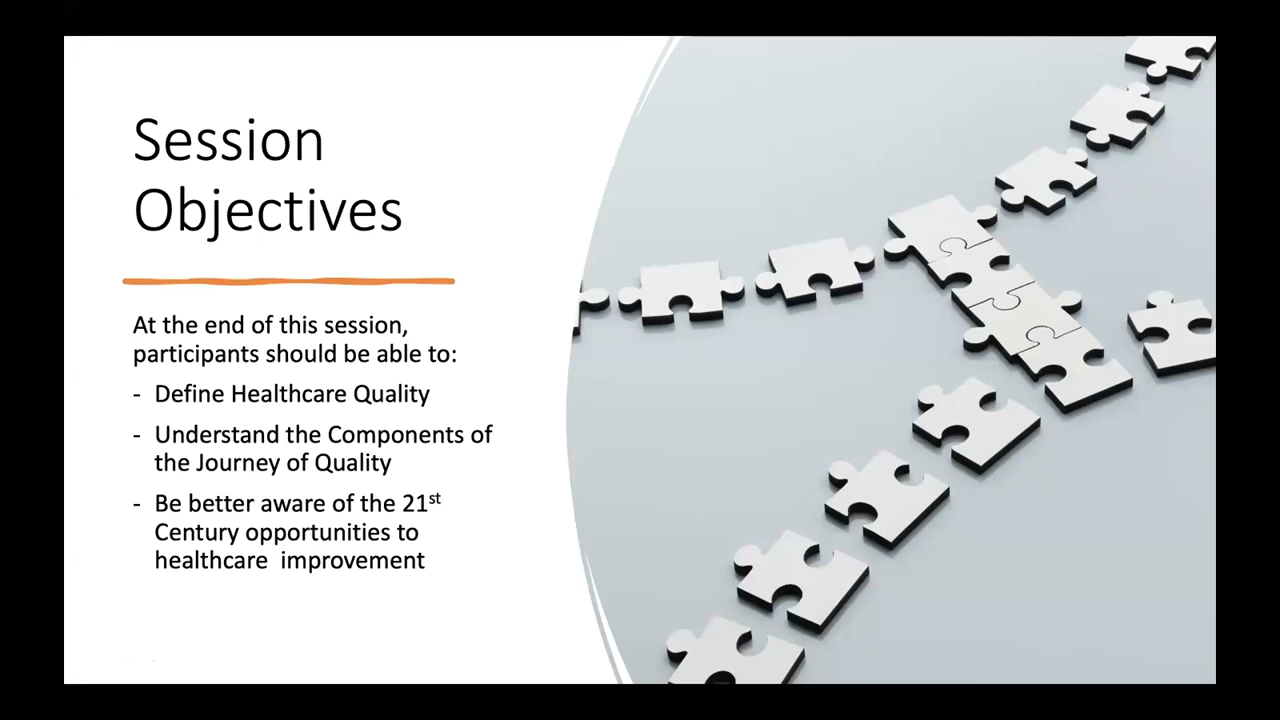 Session
Objectives
At the end of this session,
participants should be able to:
- Define Healthcare Quality
- Understand the Components of
the Journey of Quality
- Be better aware of the 21st
Century opportunities to
healthcare  improvement